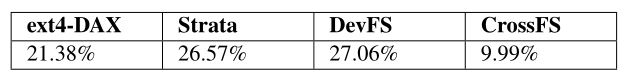 ext4-DAX Strata DevFS CrossFS
21.38% 26.57% 27.06% 9.99%